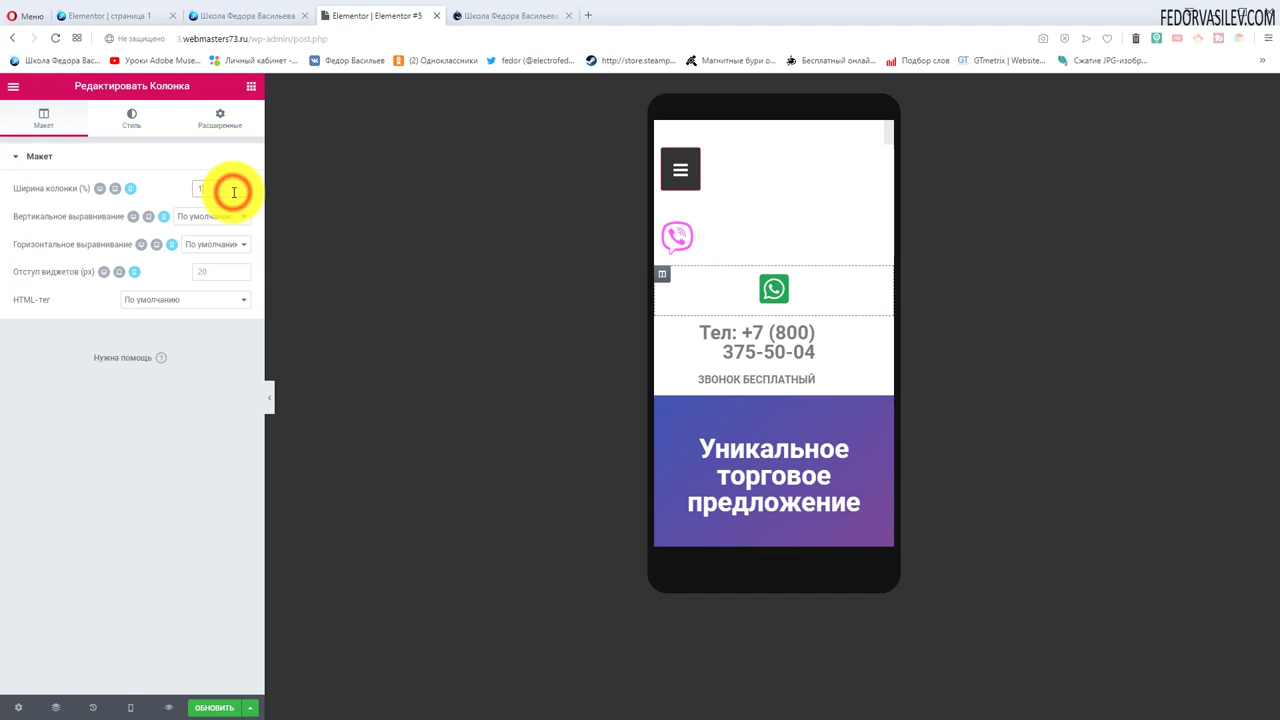 FEDORVASILEV.COM
Меню
Elementor | страница 1
Школа Федора Васильева
Elementor | Elementor #5
Школа Федора Васильева
Не защищено
3.webmasters73.ru/wp-admin/post.php
Школа Федора Вас...
Уроки Adobe Muse...
Личный кабинет -...
Федор Васильев
(2) Одноклассники
fedor (@electrofed...
http://store.steamp...
Магнитные бури о...
Бесплатный онлай...
Подбор слов
GT
GTmetrix | Website...
Сжатие JPG-изобр...
Редактировать Колонка
Макет
Стиль
Расширенные
Макет
Ширина колонки (%)
1
Вертикальное выравнивание
По умолчанию
Горизонтальное выравнивание
По умолчани
Отступ виджетов (px)
20
HTML-тег
По умолчанию
Нужна помощь
ОБНОВИТЬ
Тел: +7 (800)
375-50-04
ЗВОНОК БЕСПЛАТНЫЙ
Уникальное
торговое
предложение